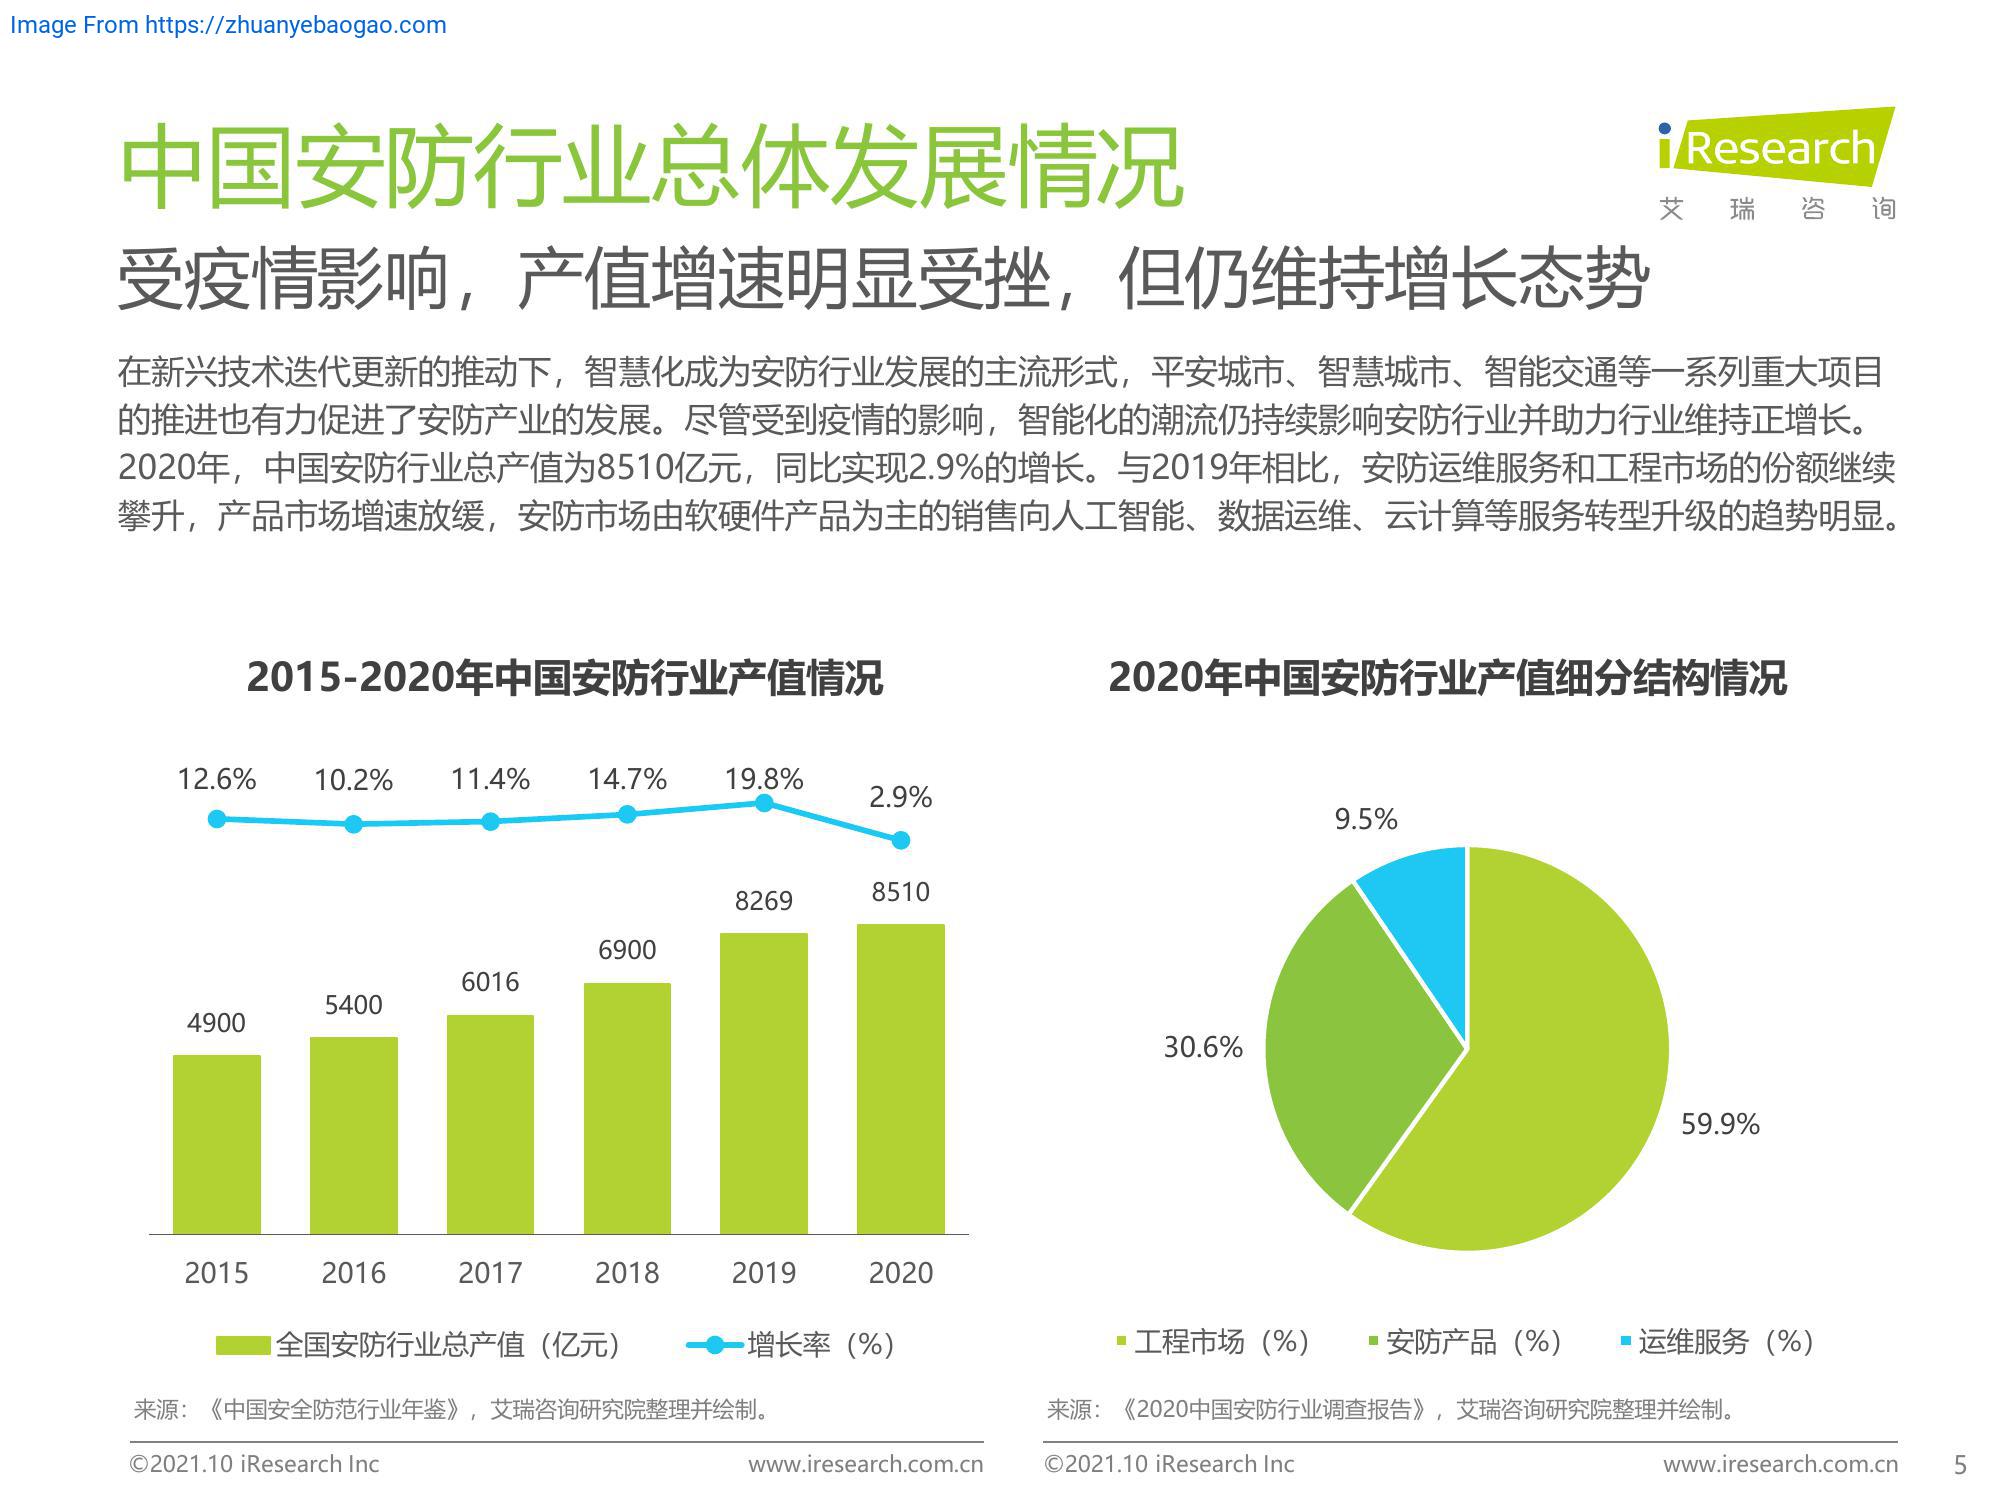 Image From https://zhuanyebaogao.com
中国安防行业总体发展情况
iResearch
艾瑞咨询
受疫情影响，产值增速明显受挫，但仍维持增长态势
在新兴技术迭代更新的推动下，智慧化成为安防行业发展的主流形式，平安城市、智慧城市、智能交通等一系列重大项目
的推进也有力促进了安防产业的发展。尽管受到疫情的影响，智能化的潮流仍持续影响安防行业并助力行业维持正增长。
2020年，中国安防行业总产值为8510亿元，同比实现2.9%的增长。与2019年相比，安防运维服务和工程市场的份额继续
攀升，产品市场增速放缓，安防市场由软硬件产品为主的销售向人工智能、数据运维、云计算等服务转型升级的趋势明显。
2015-2020年中国安防行业产值情况
12.6% 10.2% 11.4% 14.7% 19.8% 2.9%
4900 5400 6016 6900 8269 8510
2015 2016 2017 2018 2019 2020
全国安防行业总产值（亿元） 增长率（%）
来源：《中国安全防范行业年鉴》，艾瑞咨询研究院整理并绘制。
©2021.10 iResearch Inc www.iresearch.com.cn
2020年中国安防行业产值细分结构情况
9.5%
30.6%
59.9%
工程市场（%） 安防产品（%） 运维服务（%）
来源：《2020中国安防行业调查报告》，艾瑞咨询研究院整理并绘制。
©2021.10 iResearch Inc www.iresearch.com.cn
5